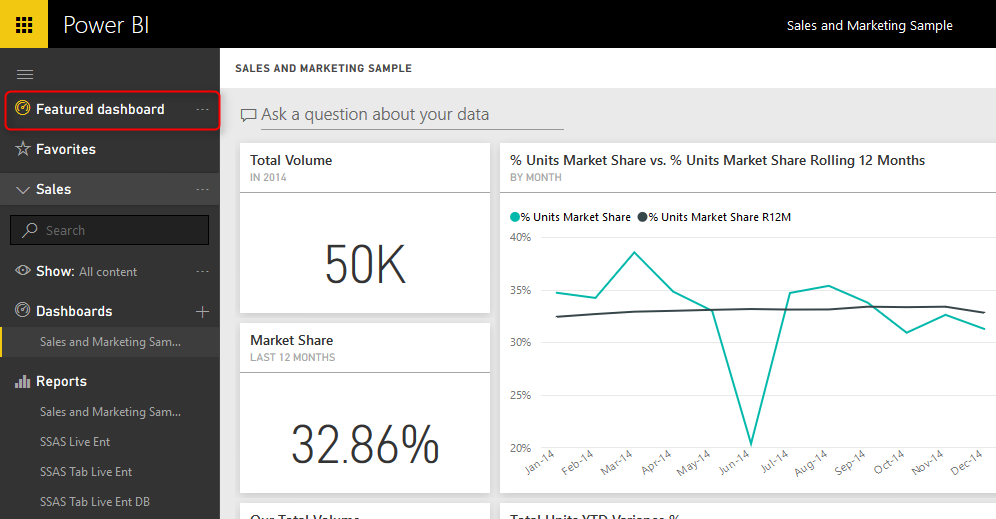 Power BI
Sales and Marketing Sample
Featured dashboard ...
Favorites
Sales ...
Search
Show: All content ...
Dashboards +
Sales and Marketing Sam...
Reports
Sales and Marketing Sam...
SSAS Live Ent
SSAS Tab Live Ent
SSAS Tab Live Ent DB
SALES AND MARKETING SAMPLE
Ask a question about your data
Total Volume
IN 2014
50K
Market Share
LAST 12 MONTHS
32.86%
Our Total Volume
% Units Market Share vs. % Units Market Share Rolling 12 Months
BY MONTH
% Units Market Share % Units Market Share R12M
40%
35%
30%
25%
20%
Jan-14 Feb-14 Mar-14 Apr-14 May-14 Jun-14 Jul-14 Aug-14 Sep-14 Oct-14 Nov-14 Dec-14
Total Units YTD Variance %